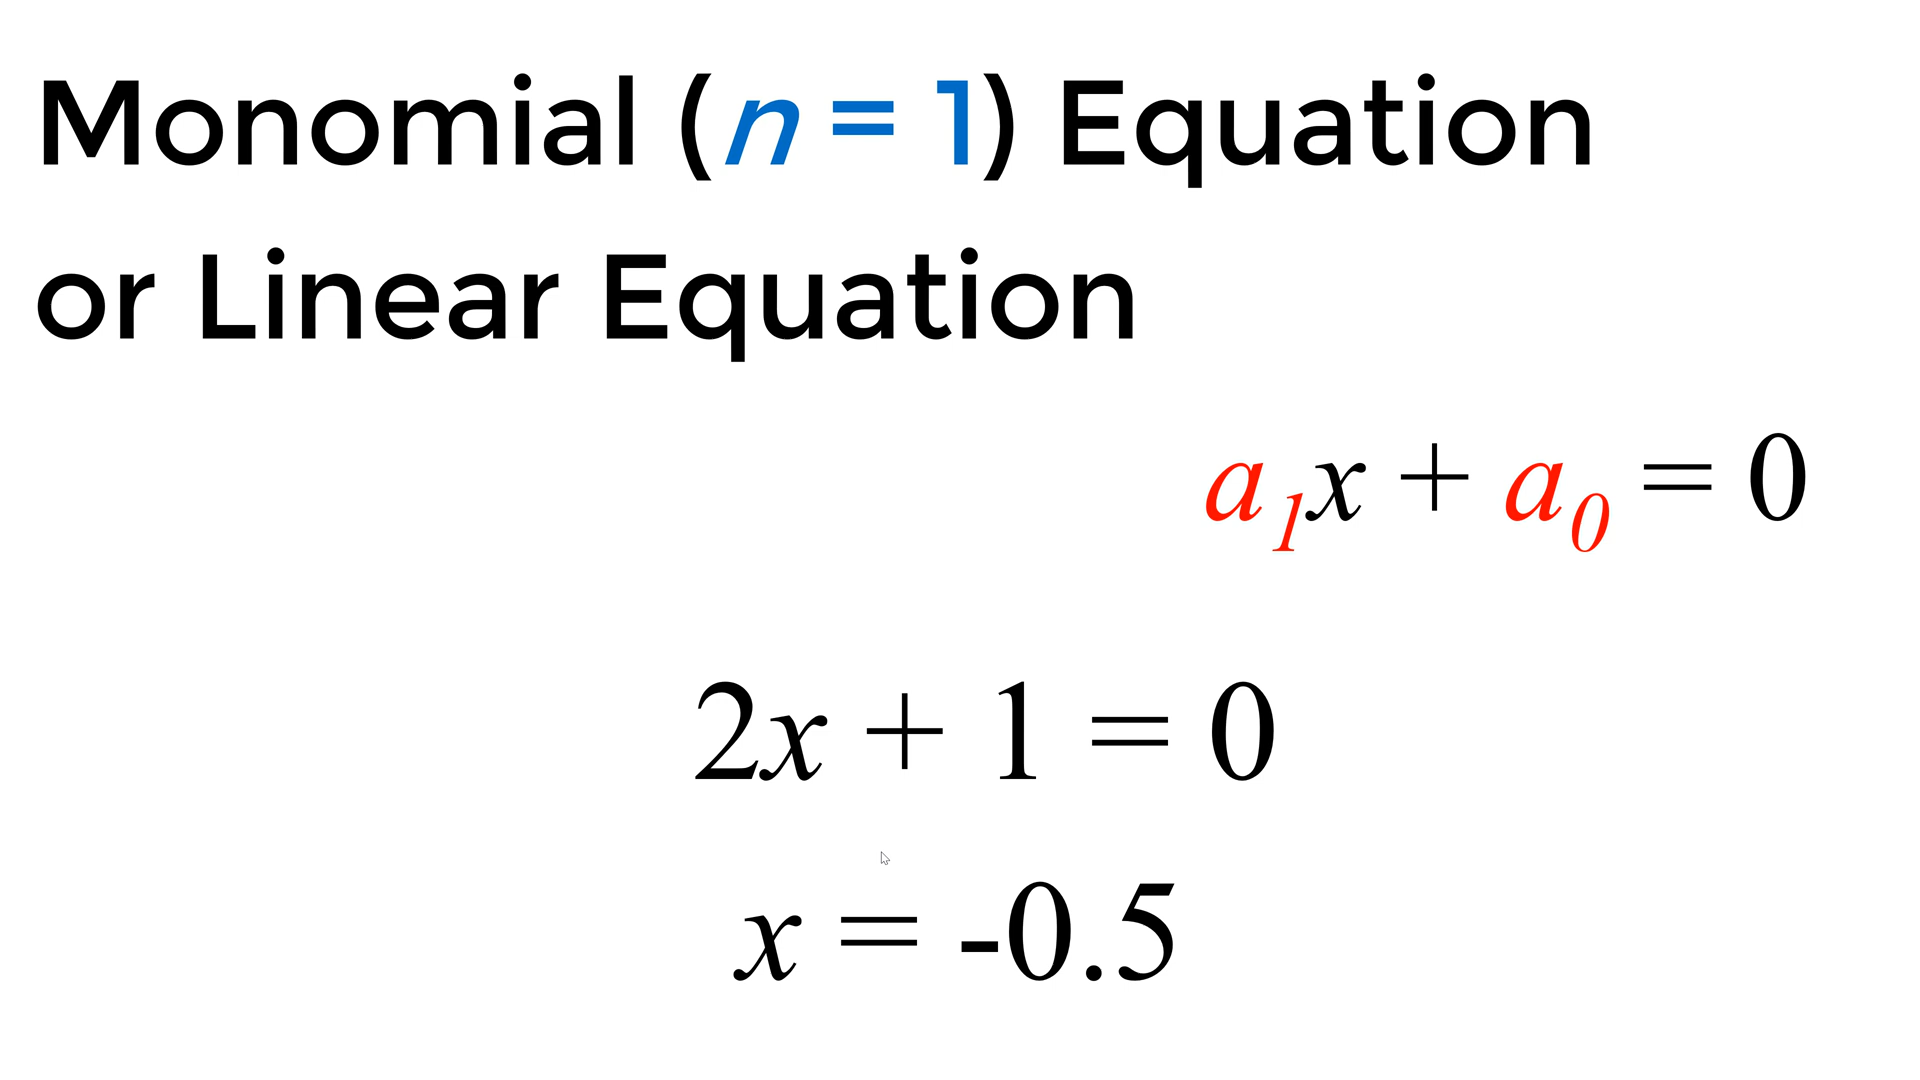 Monomial (n = 1) Equation
or Linear Equation
a₁x + a₀ = 0
2x + 1 = 0
x = -0.5